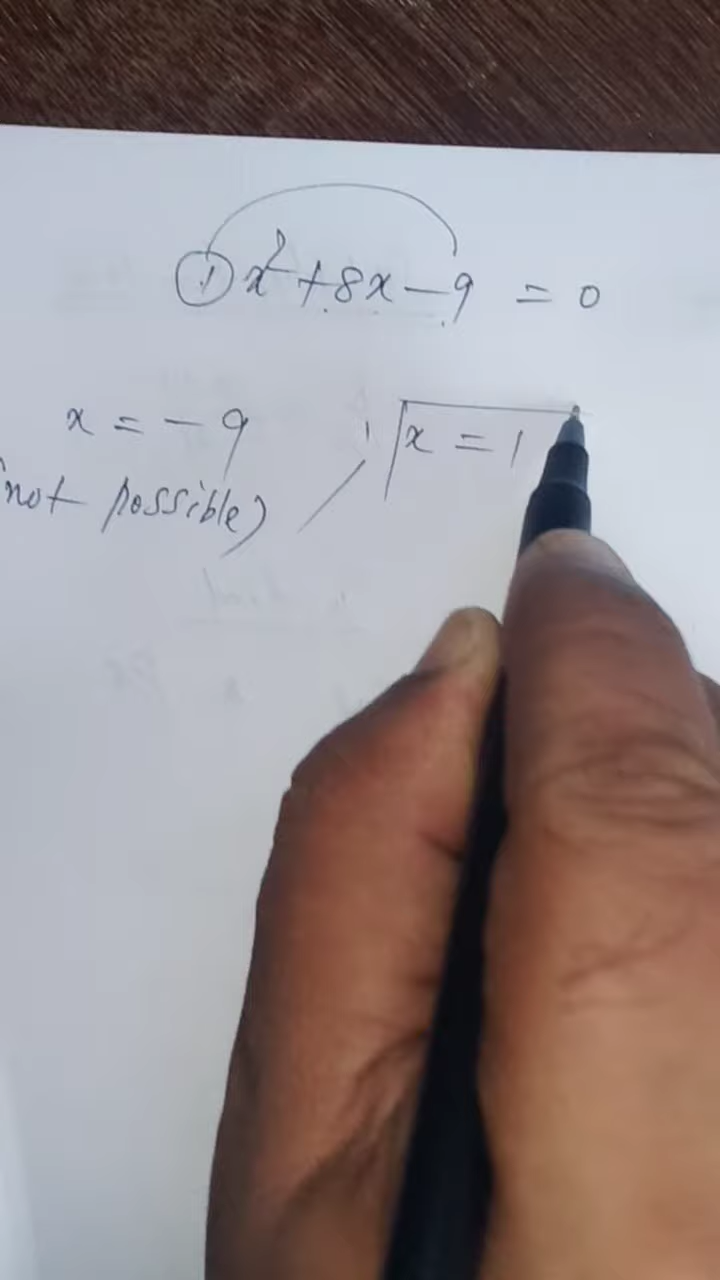 1 x² + 8x - 9 = 0
x = - 9 , x = 1
(not possible)